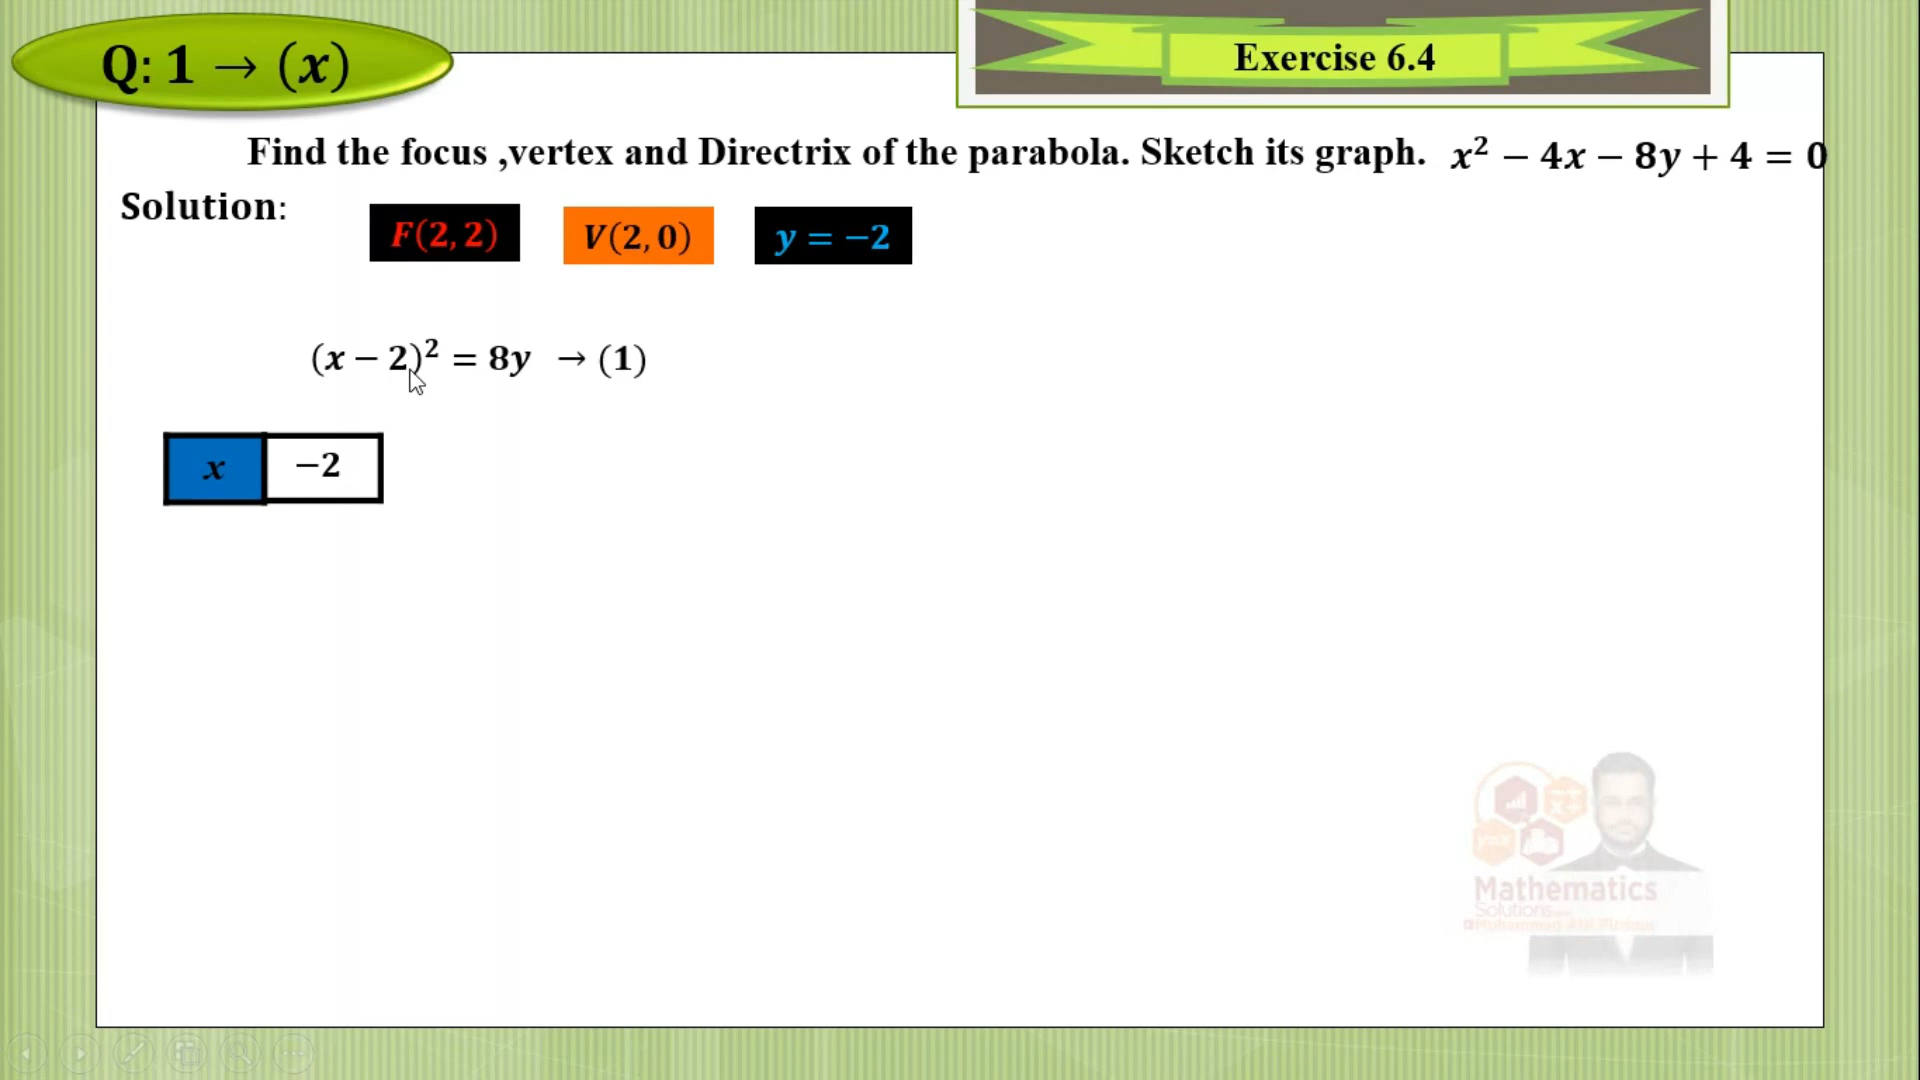 Q: 1 → (x)
Exercise 6.4
Find the focus ,vertex and Directrix of the parabola. Sketch its graph. x² − 4x − 8y + 4 = 0
Solution:
F(2, 2) V(2, 0) y = −2
(x − 2)² = 8y → (1)
x −2
Mathematics
Solutions